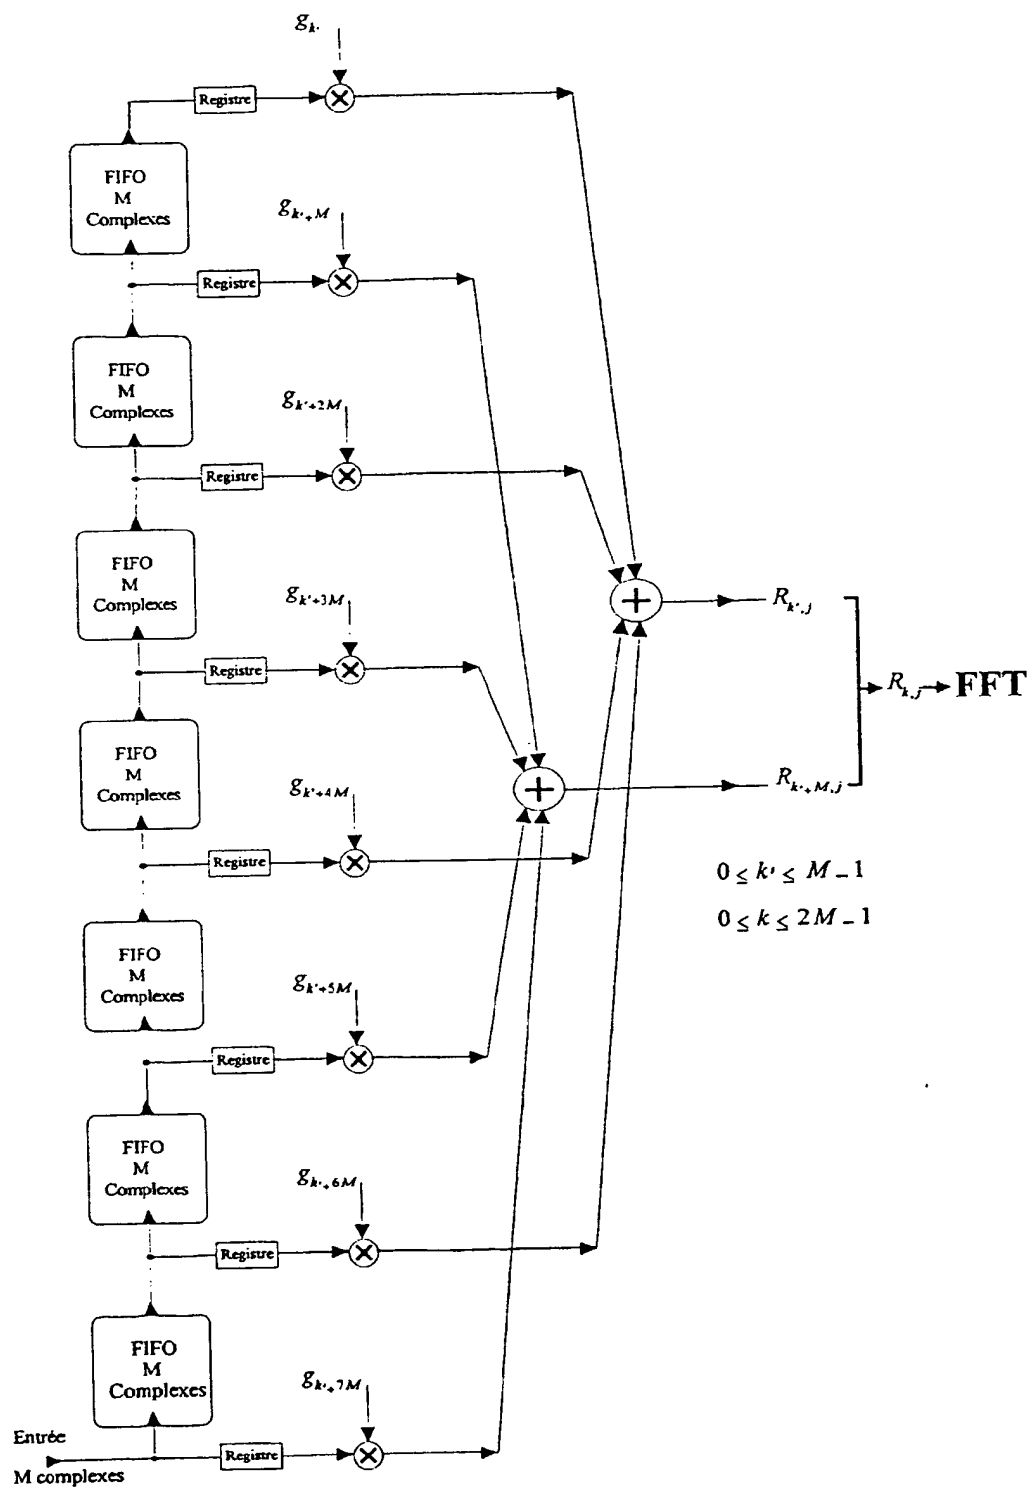 g_{k'}
Registre
FIFO
M
Complexes
g_{k'+M}
Registre
FIFO
M
Complexes
g_{k'+2M}
Registre
FIFO
M
Complexes
g_{k'+3M}
Registre
R_{k',j}
R_{k,j} → FFT
FIFO
M
Complexes
R_{k'+M,j}
g_{k'+4M}
Registre
0 ≤ k' ≤ M - 1
0 ≤ k ≤ 2M - 1
FIFO
M
Complexes
g_{k'+5M}
Registre
FIFO
M
Complexes
g_{k'+6M}
Registre
FIFO
M
Complexes
g_{k'+7M}
Entrée
Registre
M complexes